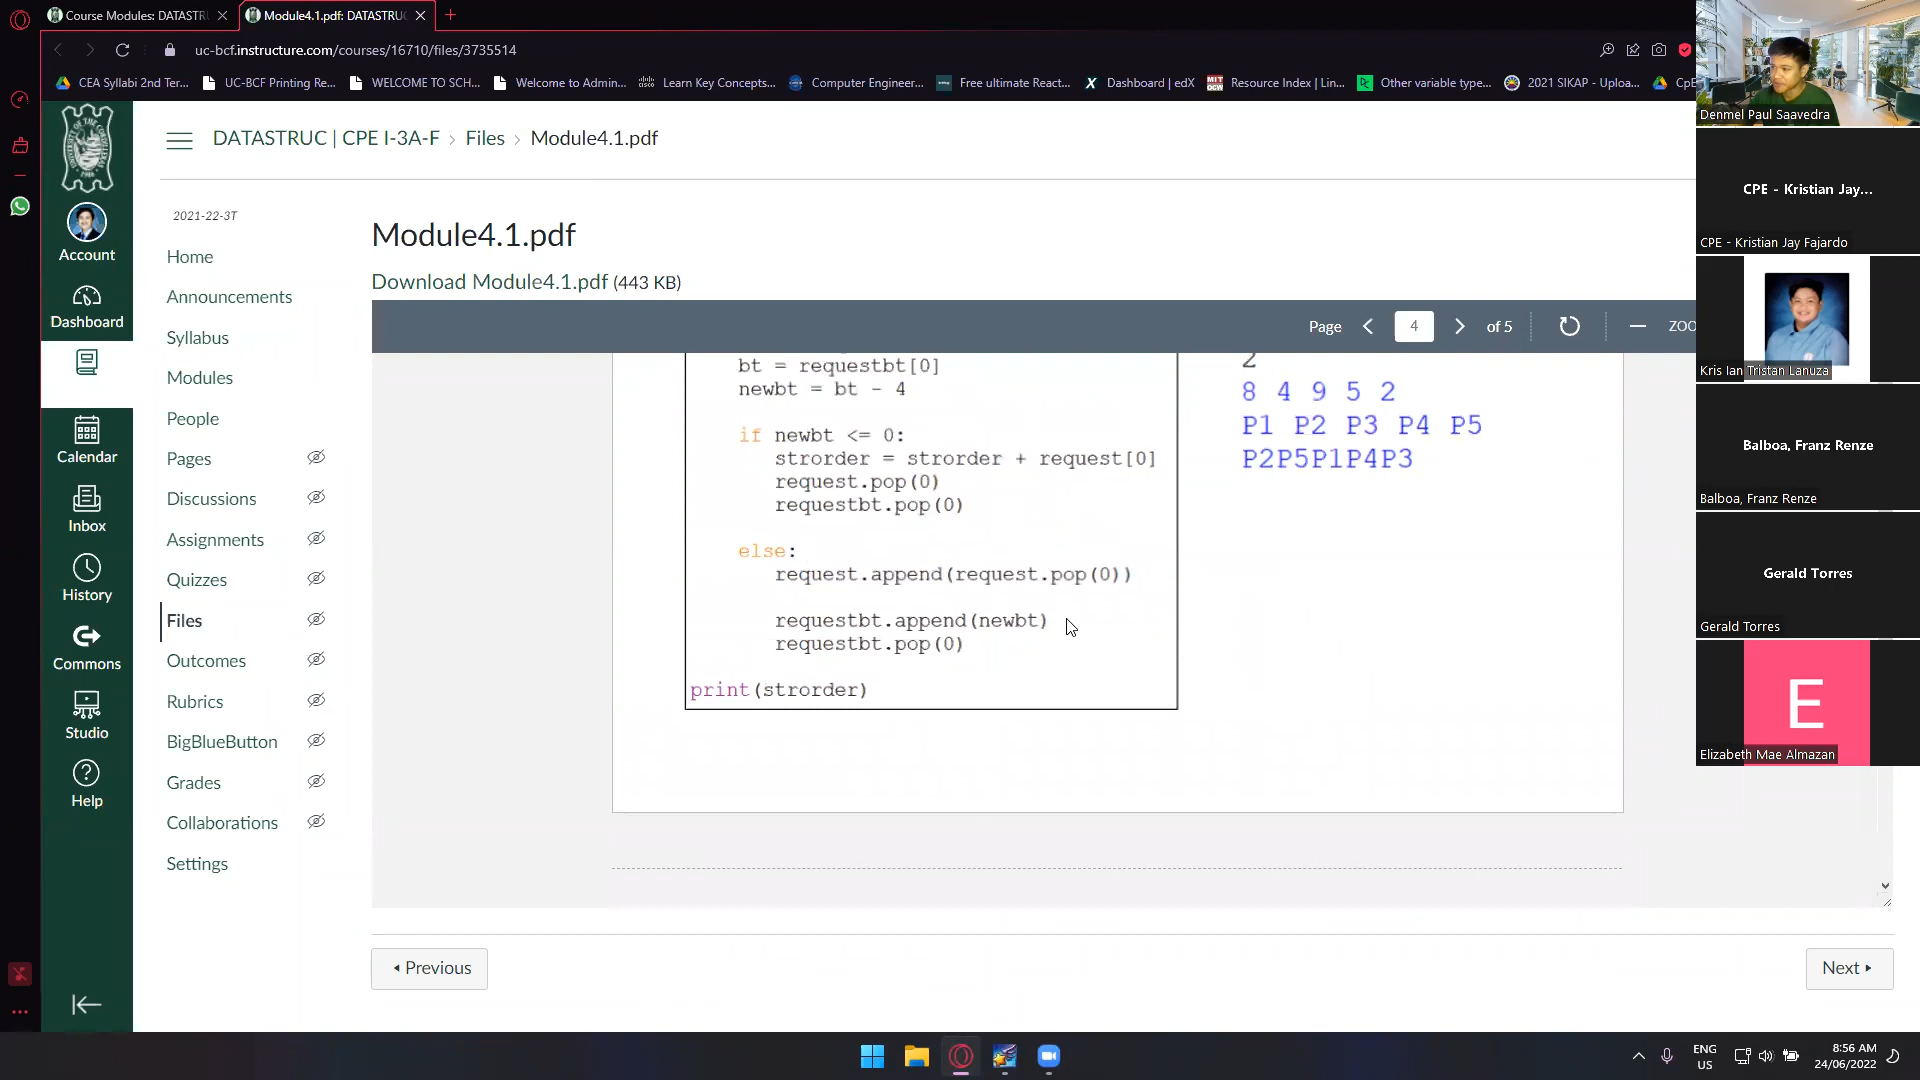 Course Modules: DATASTRU
Module4.1.pdf: DATASTRUC
uc-bcf.instructure.com/courses/16710/files/3735514
CEA Syllabi 2nd Ter...
UC-BCF Printing Re...
WELCOME TO SCH...
Welcome to Admin...
Learn Key Concepts...
Computer Engineer...
Free ultimate React...
Dashboard | edX
Resource Index | Lin...
Other variable type...
2021 SIKAP - Uploa...
CpE
DATASTRUC | CPE I-3A-F › Files › Module4.1.pdf
2021-22-3T
Account
Dashboard
Calendar
Inbox
History
Commons
Studio
Help
Home
Announcements
Syllabus
Modules
People
Pages
Discussions
Assignments
Quizzes
Files
Outcomes
Rubrics
BigBlueButton
Grades
Collaborations
Settings
Module4.1.pdf
Download Module4.1.pdf (443 KB)
Page 4 of 5
ZOO
bt = requestbt[0]
newbt = bt - 4
if newbt <= 0:
strorder = strorder + request[0]
request.pop(0)
requestbt.pop(0)
else:
request.append(request.pop(0))
requestbt.append(newbt)
requestbt.pop(0)
print(strorder)
2
8 4 9 5 2
P1 P2 P3 P4 P5
P2P5P1P4P3
Previous
Next
Denmel Paul Saavedra
CPE - Kristian Jay...
CPE - Kristian Jay Fajardo
Kris Ian Tristan Lanuza
Balboa, Franz Renze
Balboa, Franz Renze
Gerald Torres
Gerald Torres
E
Elizabeth Mae Almazan
ENG
US
8:56 AM
24/06/2022